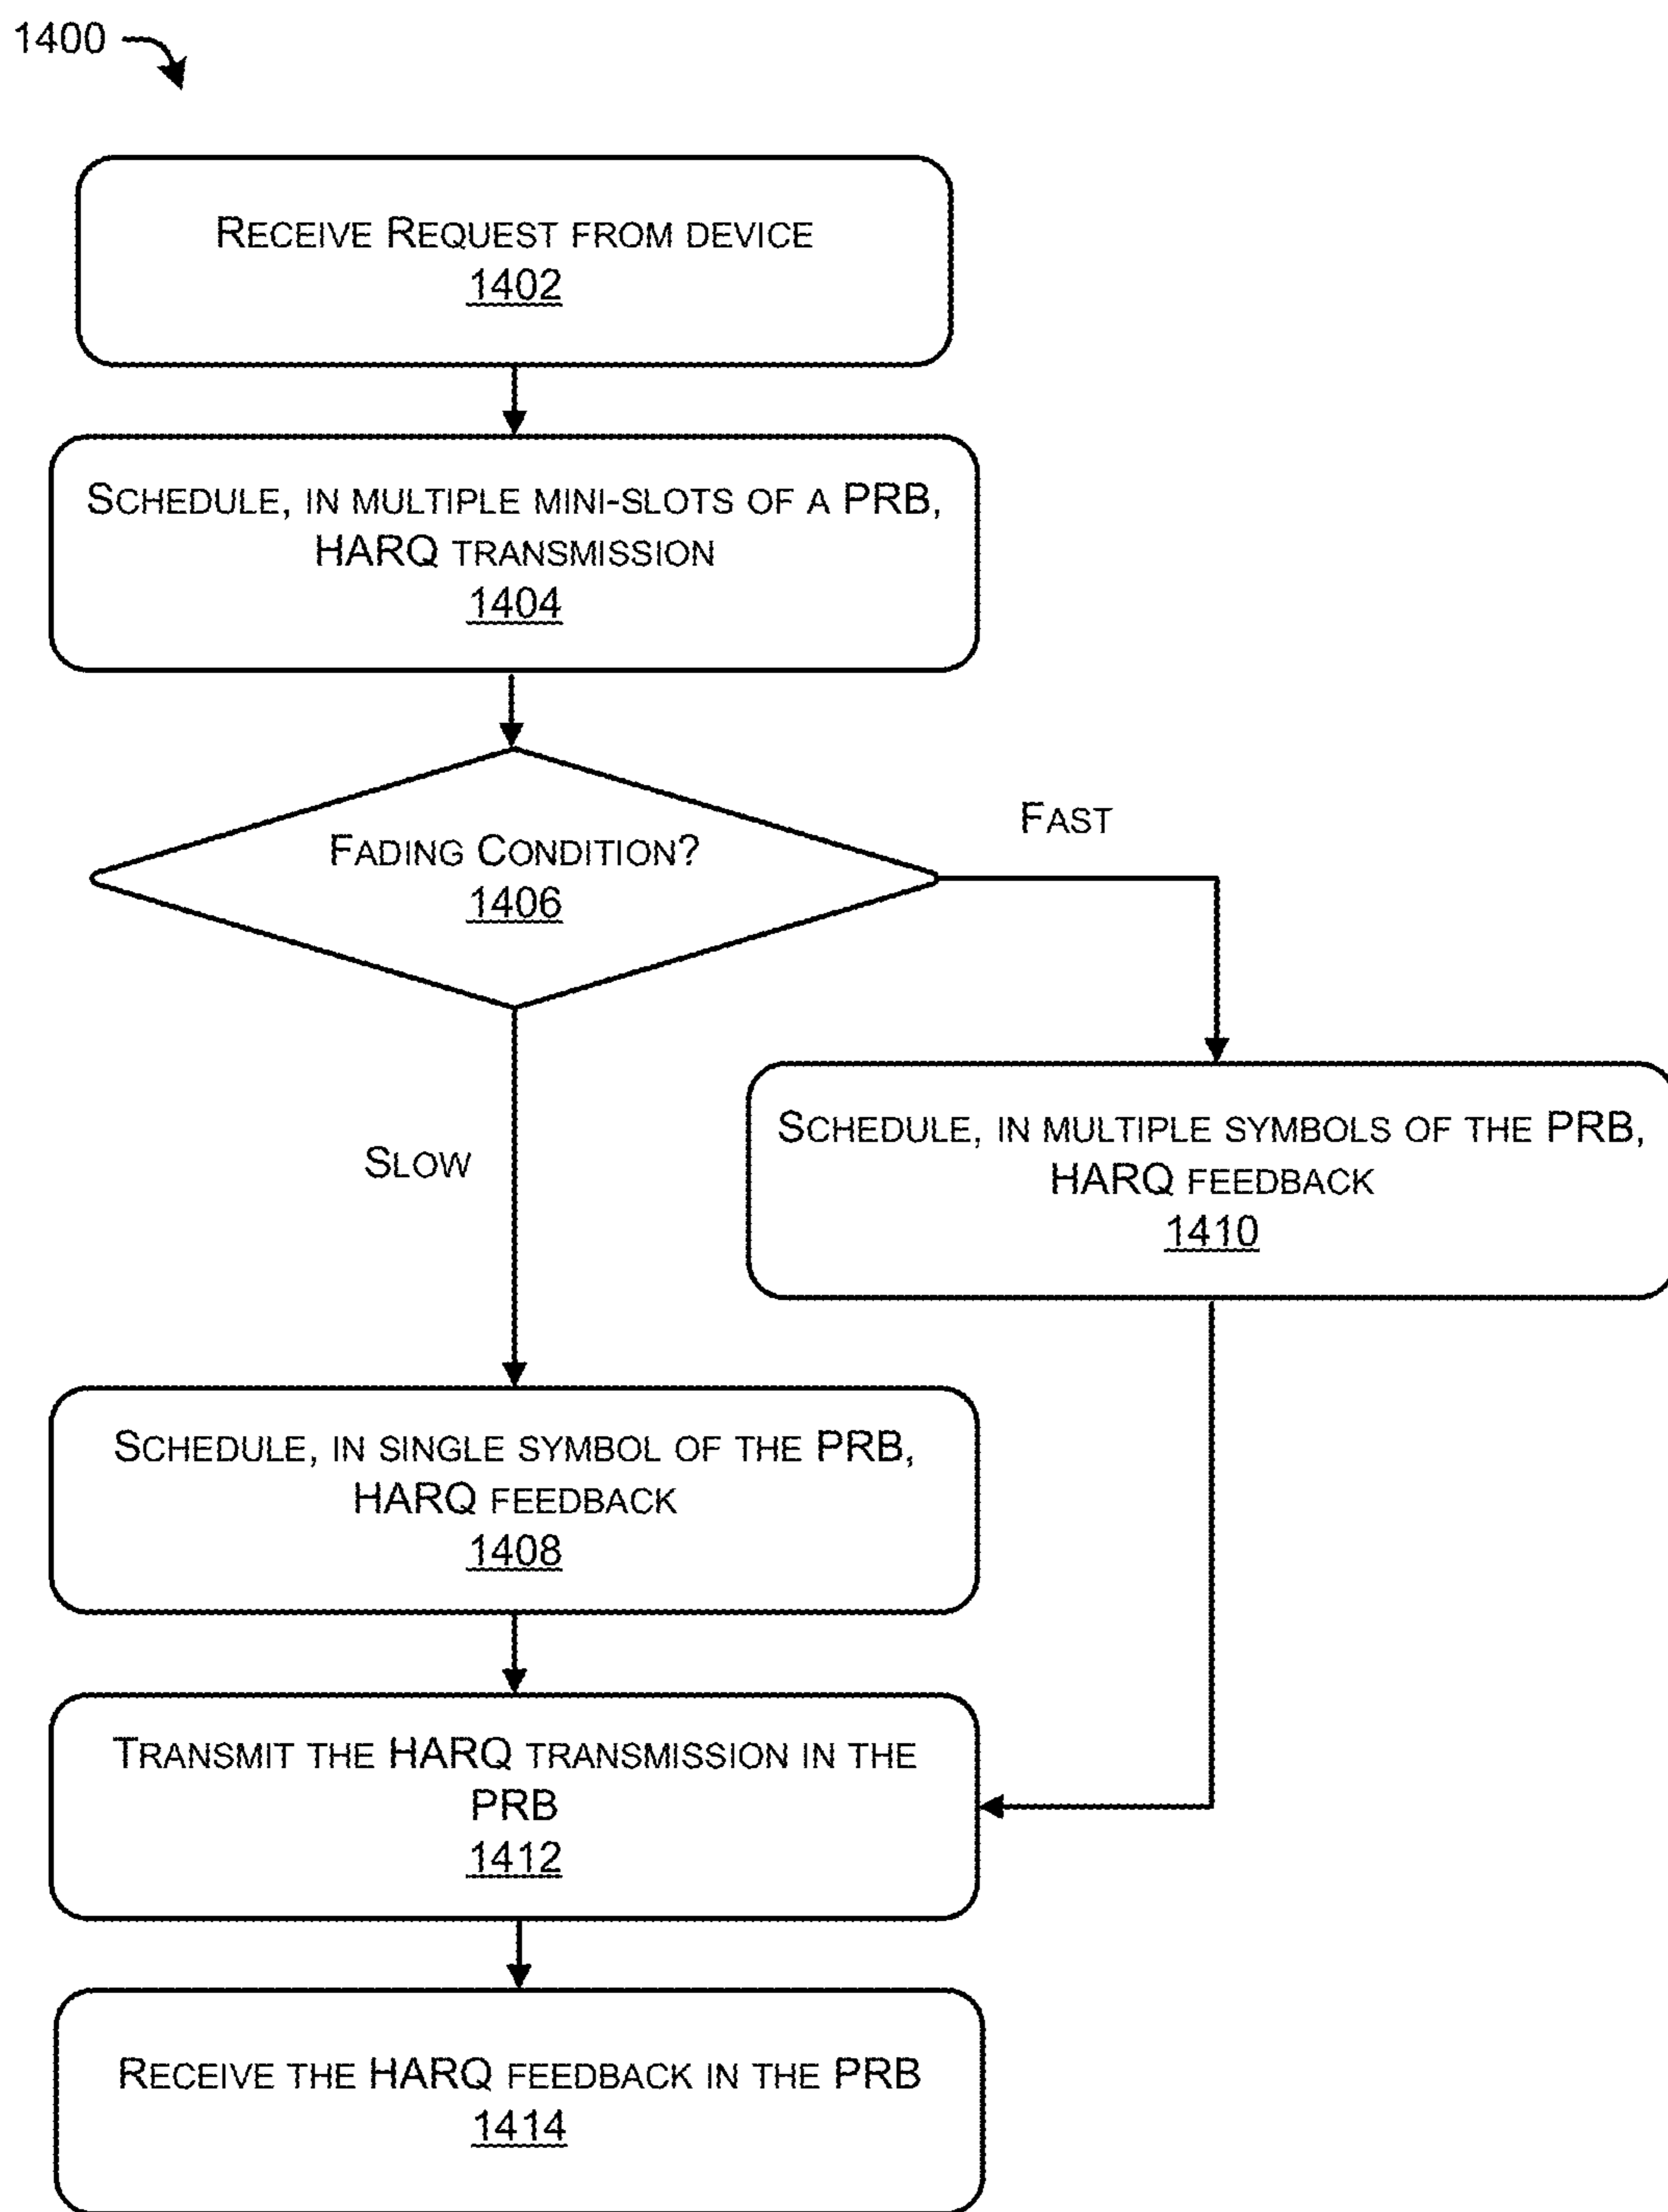 1400
Receive Request from device
1402
Schedule, in multiple mini-slots of a PRB,
HARQ transmission
1404
Fading Condition?
1406
Fast
Slow
Schedule, in multiple symbols of the PRB,
HARQ feedback
1410
Schedule, in single symbol of the PRB,
HARQ feedback
1408
Transmit the HARQ transmission in the
PRB
1412
Receive the HARQ feedback in the PRB
1414